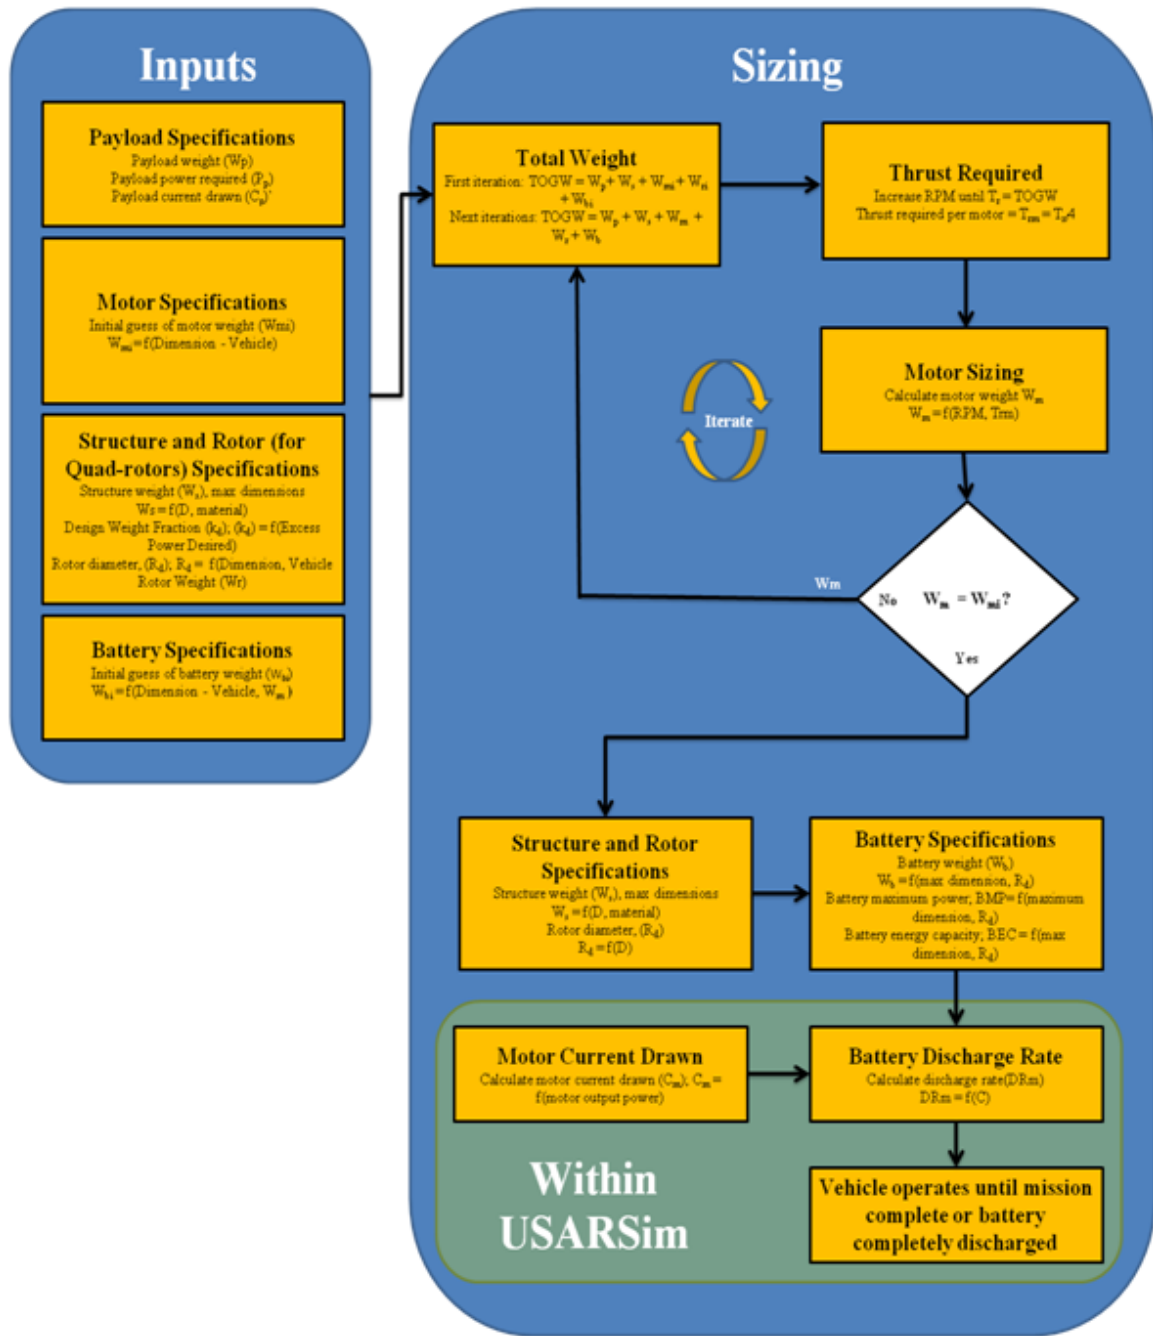 Inputs
Payload Specifications
Payload weight (Wp)
Payload power required (Pp)
Payload current drawn (Cp)`
Motor Specifications
Initial guess of motor weight (Wmi)
Wmi = f(Dimension - Vehicle)
Structure and Rotor (for
Quad-rotors) Specifications
Structure weight (Ws), max dimensions
Ws = f(D, material)
Design Weight Fraction (kd); (kd) = f(Excess
Power Desired)
Rotor diameter, (Rd); Rd = f(Dimension, Vehicle
Rotor Weight (Wr)
Battery Specifications
Initial guess of battery weight (Wbi)
Wbi = f(Dimension - Vehicle, Wm )
Sizing
Total Weight
First iteration: TOGW = Wp + Ws + Wmi + Wri
+ Wbi
Next iterations: TOGW = Wp + Ws + Wm +
Wr + Wb
Thrust Required
Increase RPM until Tr = TOGW
Thrust required per motor = Trm = Tr/4
Motor Sizing
Calculate motor weight Wm
Wm = f(RPM, Trm)
Iterate
Wm
No
Wm = Wmi?
Yes
Structure and Rotor
Specifications
Structure weight (Ws), max dimensions
Ws = f(D, material)
Rotor diameter, (Rd)
Rd = f(D)
Battery Specifications
Battery weight (Wb)
Wb = f(max dimension, Rd)
Battery maximum power, BMP= f(maximum
dimension, Rd)
Battery energy capacity; BEC = f(max
dimension, Rd)
Motor Current Drawn
Calculate motor current drawn (Cm); Cm =
f(motor output power)
Battery Discharge Rate
Calculate discharge rate(DRm)
DRm = f(C)
Within
USARSim
Vehicle operates until mission
complete or battery
completely discharged